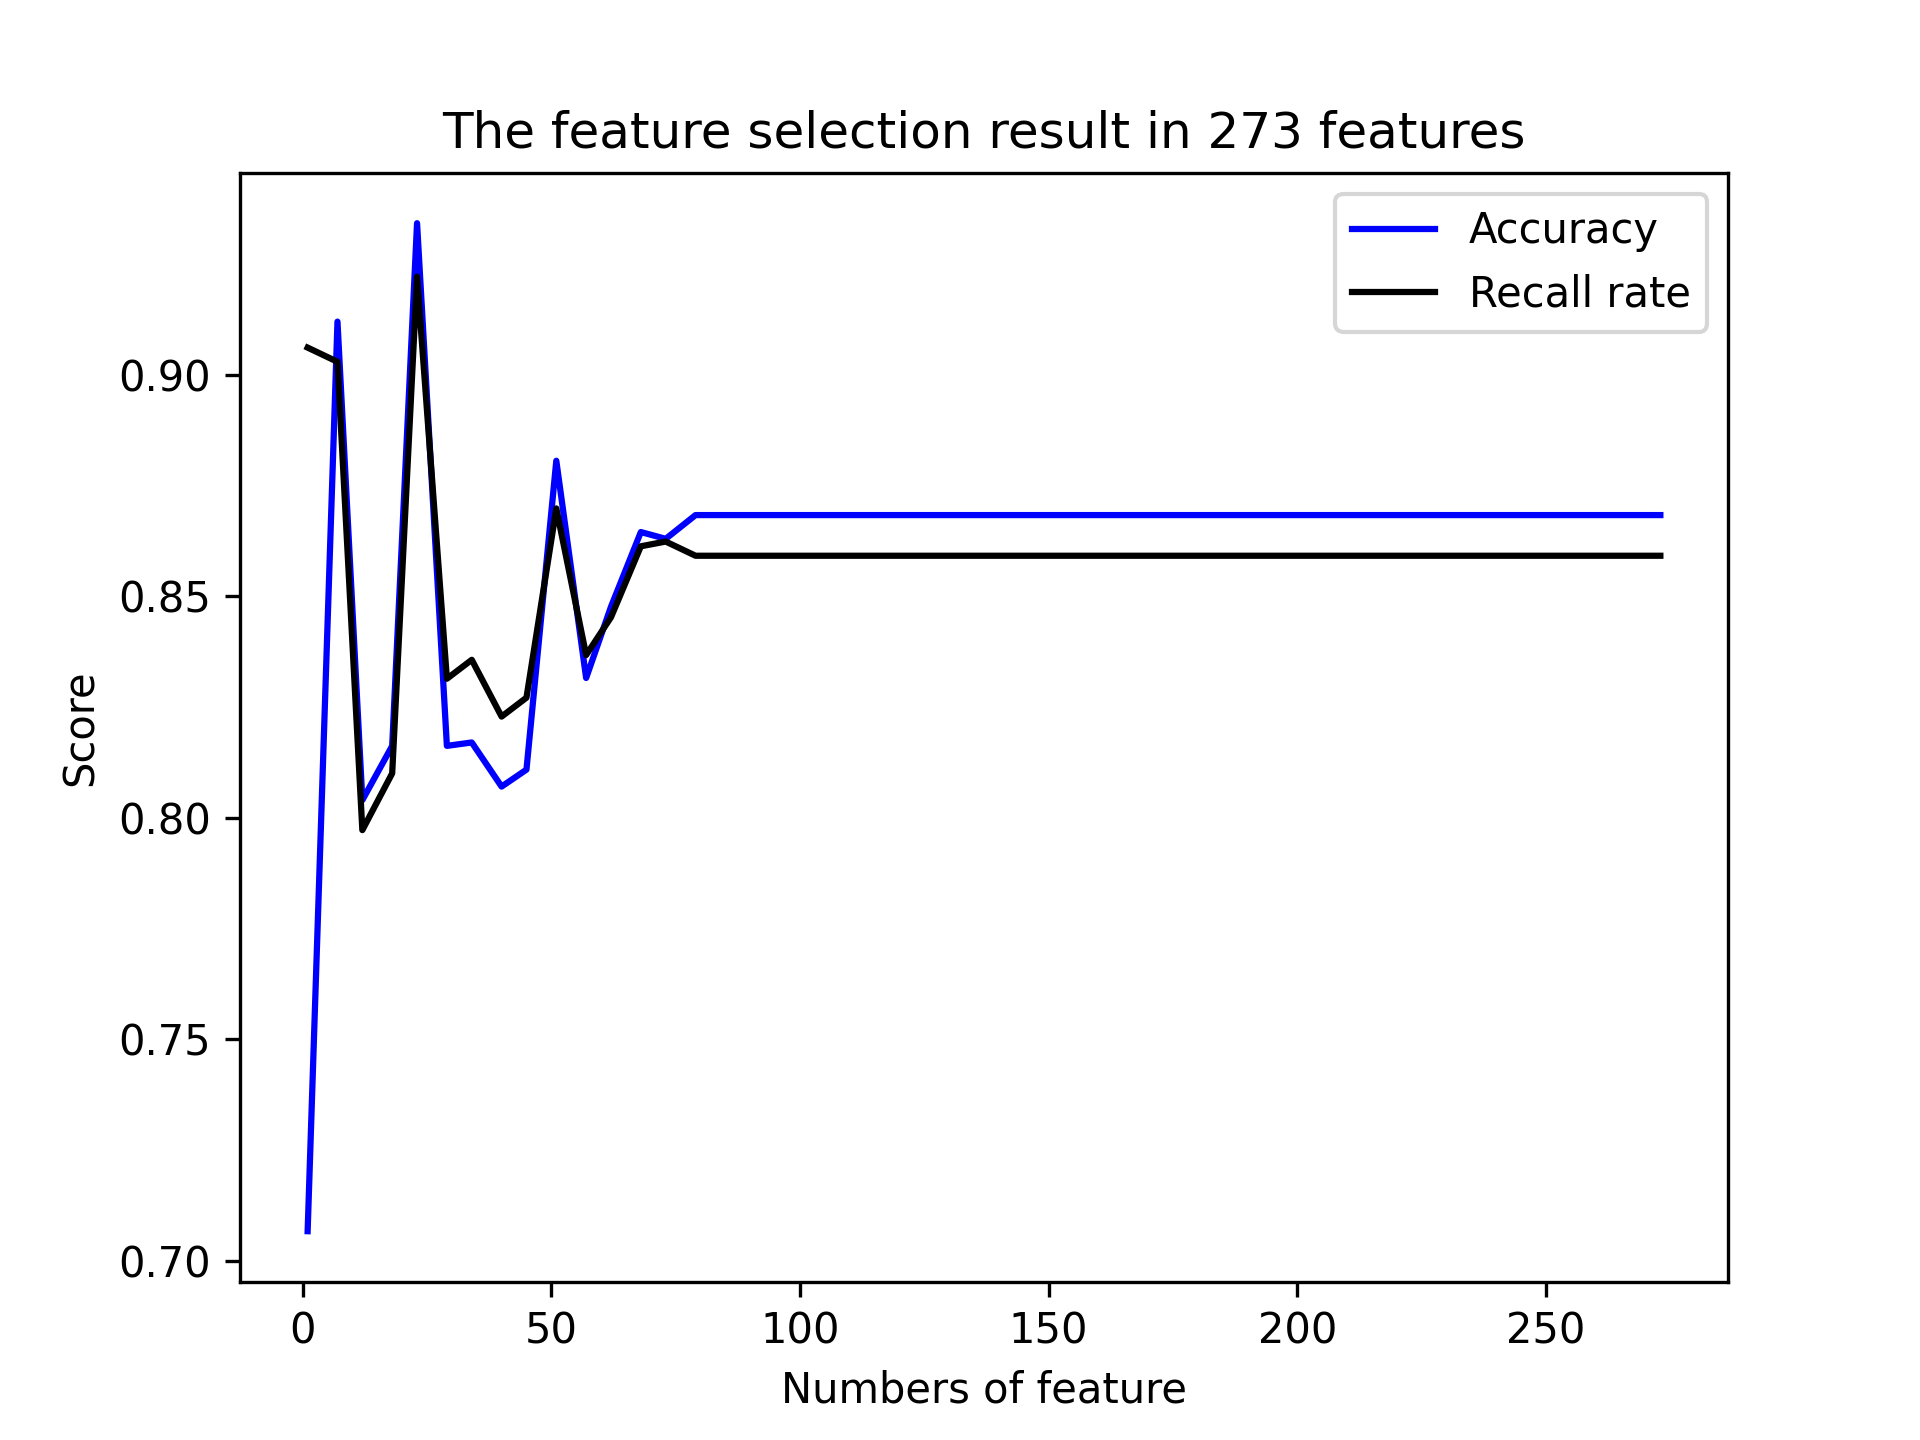 The feature selection result in 273 features
Accuracy
Recall rate
0.90
0.85
0.80
0.75
0.70
Score
0 50 100 150 200 250
Numbers of feature